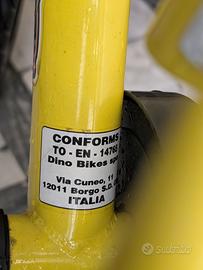 CONFORMS
TO - EN - 14765
Dino Bikes spa
Via Cuneo, 11
12011 Borgo S.D.
ITALIA
Subito